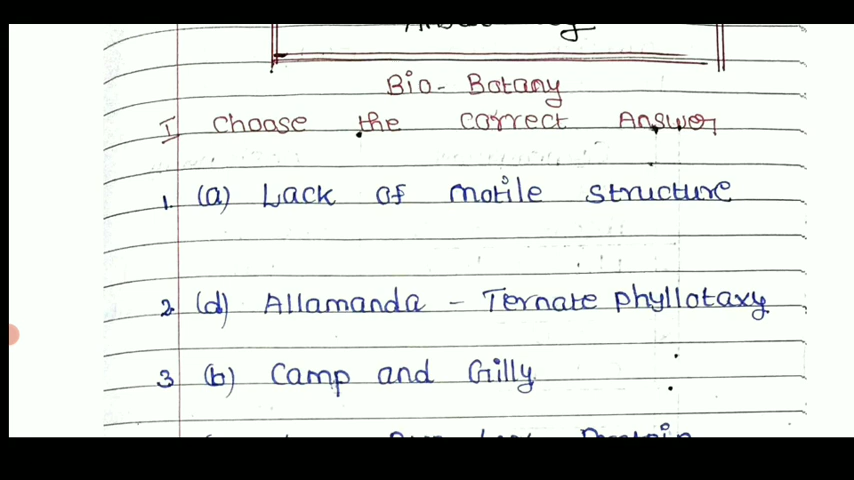 Bio- Botany
I choose the correct Answer
1. (a) Lack of motile structure
2 (d) Allamanda - Ternate phyllotaxy
3 (b) Camp and Gilly